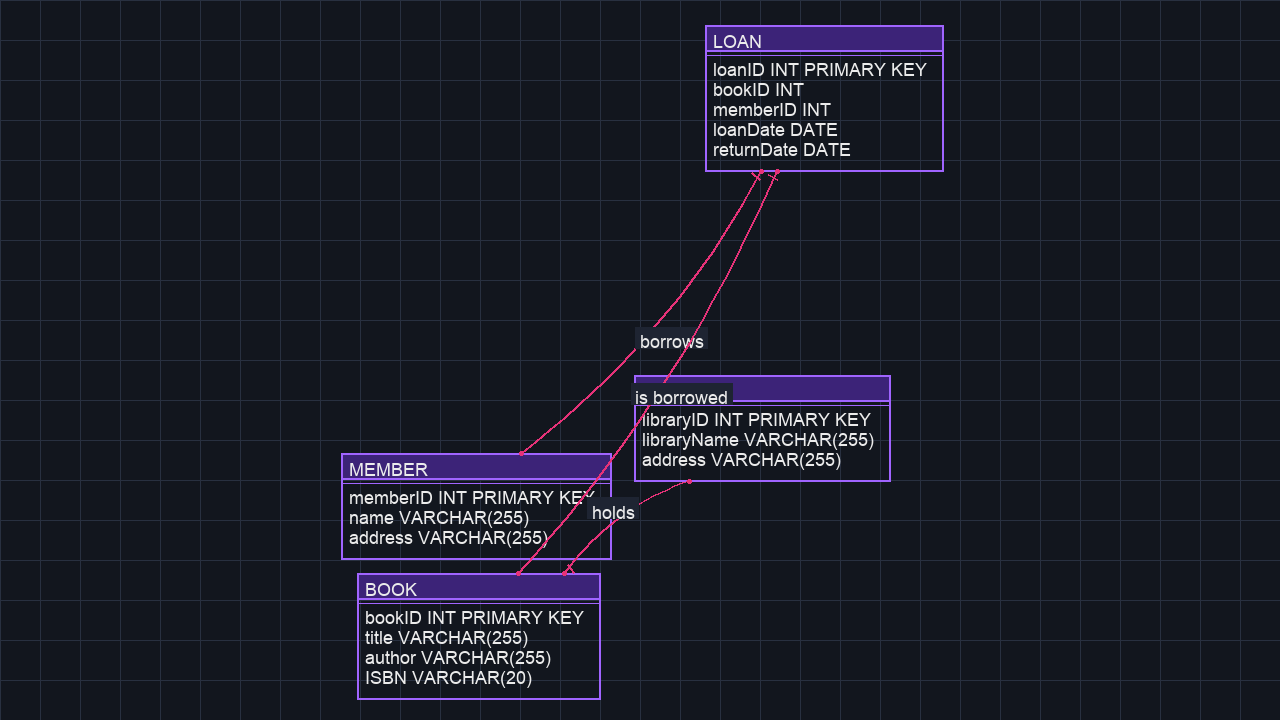 LOAN
loanID INT PRIMARY KEY
bookID INT
memberID INT
loanDate DATE
returnDate DATE
borrows
is borrowed
libraryID INT PRIMARY KEY
libraryName VARCHAR(255)
address VARCHAR(255)
MEMBER
memberID INT PRIMARY KEY
name VARCHAR(255)
address VARCHAR(255)
holds
BOOK
bookID INT PRIMARY KEY
title VARCHAR(255)
author VARCHAR(255)
ISBN VARCHAR(20)